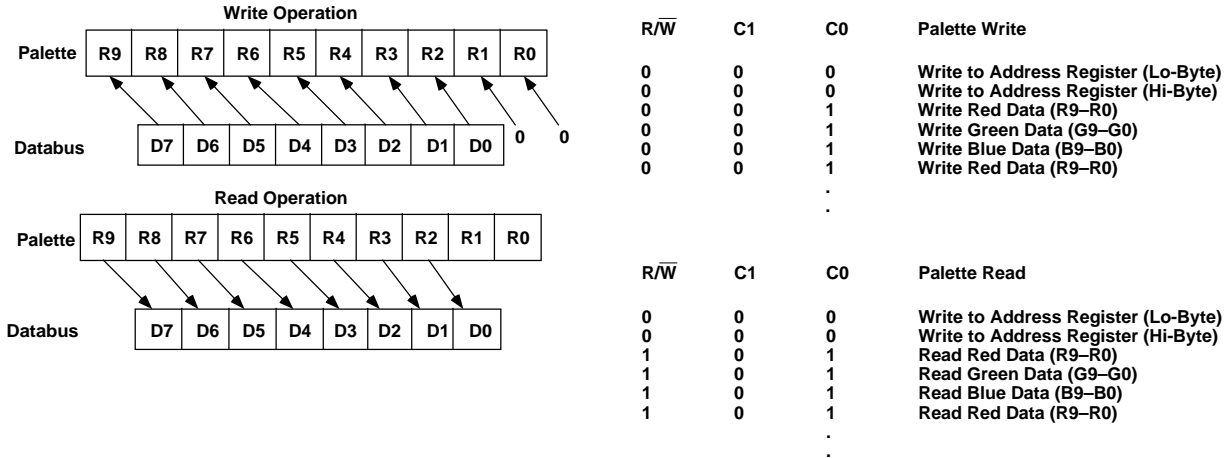 Write Operation
Palette R9 R8 R7 R6 R5 R4 R3 R2 R1 R0
Databus D7 D6 D5 D4 D3 D2 D1 D0 0 0
Read Operation
Palette R9 R8 R7 R6 R5 R4 R3 R2 R1 R0
Databus D7 D6 D5 D4 D3 D2 D1 D0
R/W̅ C1 C0 Palette Write
0 0 0 Write to Address Register (Lo-Byte)
0 0 0 Write to Address Register (Hi-Byte)
0 0 1 Write Red Data (R9–R0)
0 0 1 Write Green Data (G9–G0)
0 0 1 Write Blue Data (B9–B0)
0 0 1 Write Red Data (R9–R0)
.
.
R/W̅ C1 C0 Palette Read
0 0 0 Write to Address Register (Lo-Byte)
0 0 0 Write to Address Register (Hi-Byte)
1 0 1 Read Red Data (R9–R0)
1 0 1 Read Green Data (G9–G0)
1 0 1 Read Blue Data (B9–B0)
1 0 1 Read Red Data (R9–R0)
.
.